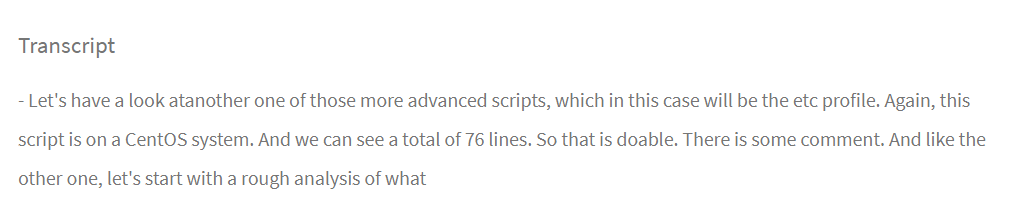 Transcript
- Let's have a look atanother one of those more advanced scripts, which in this case will be the etc profile. Again, this
script is on a CentOS system. And we can see a total of 76 lines. So that is doable. There is some comment. And like the
other one, let's start with a rough analysis of what